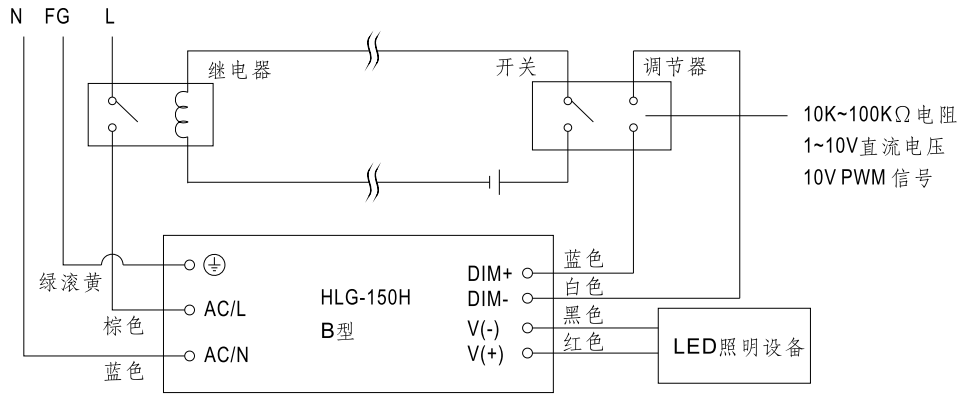 N FG L
继电器
开关
调节器
10K~100KΩ电阻
1~10V直流电压
10V PWM 信号
绿滚黄
棕色
AC/L
AC/N
蓝色
HLG-150H
B型
DIM+
DIM-
V(-)
V(+)
蓝色
白色
黑色
红色
LED照明设备